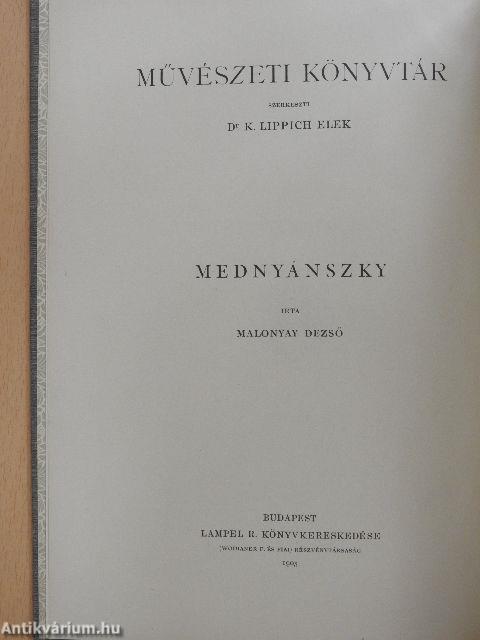 MŰVÉSZETI KÖNYVTÁR
SZERKESZTI
Dr K. LIPPICH ELEK
MEDNYÁNSZKY
IRTA
MALONYAY DEZSŐ
BUDAPEST
LAMPEL R. KÖNYVKERESKEDÉSE
(WODIANER F. ÉS FIAI) RÉSZVÉNYTÁRSASÁG
1905
Antikvárium.hu